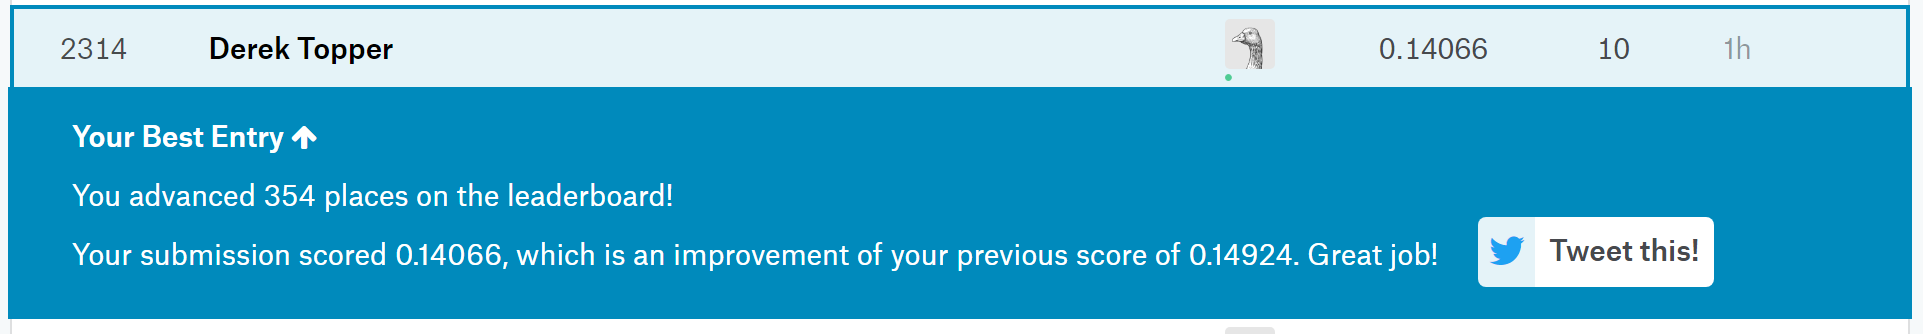 2314 Derek Topper 0.14066 10 1h
Your Best Entry
You advanced 354 places on the leaderboard!
Your submission scored 0.14066, which is an improvement of your previous score of 0.14924. Great job!
Tweet this!